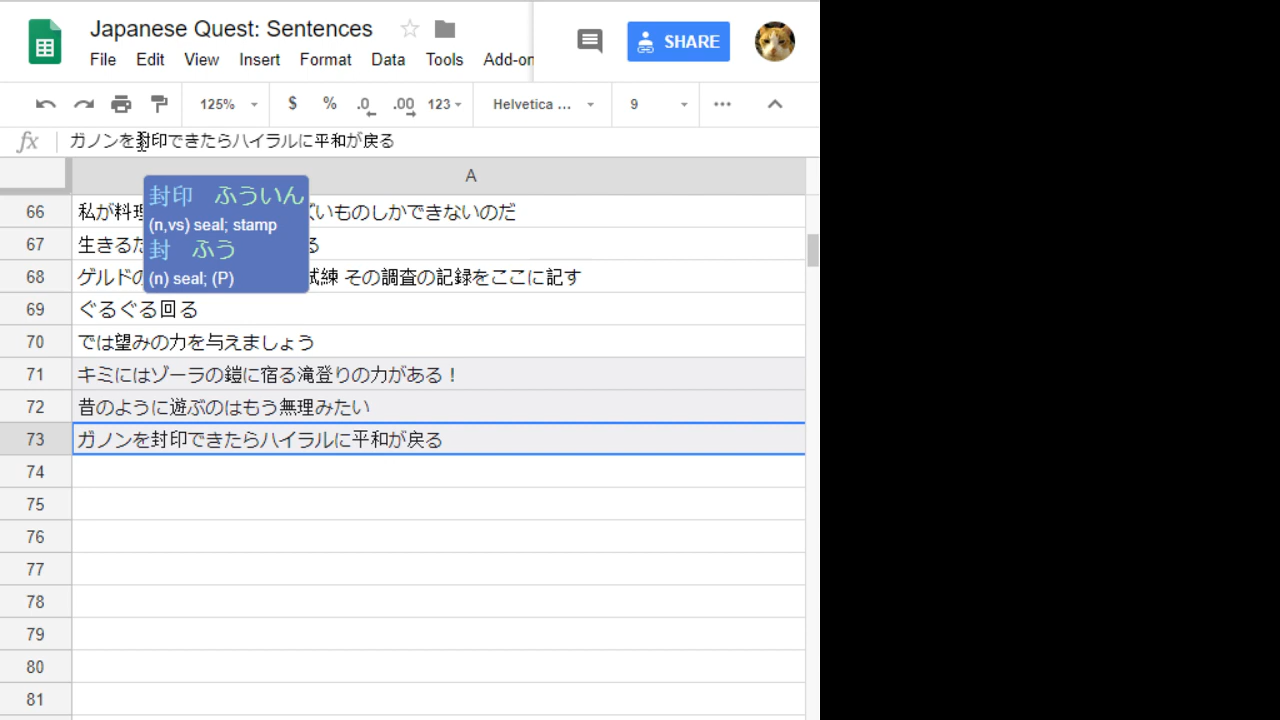 Japanese Quest: Sentences
SHARE
File Edit View Insert Format Data Tools Add-on
125% $ % .0 .00 123 Helvetica ... 9
fx ガノンを封印できたらハイラルに平和が戻る
A
封印 ふういん
(n,vs) seal; stamp
封 ふう
(n) seal; (P)
66 私が料理 いものしかできないのだ
67 生きるた る
68 ゲルドの 試練 その調査の記録をここに記す
69 ぐるぐる回る
70 では望みの力を与えましょう
71 キミにはゾーラの鎧に宿る滝登りの力がある！
72 昔のように遊ぶのはもう無理みたい
73 ガノンを封印できたらハイラルに平和が戻る
74
75
76
77
78
79
80
81